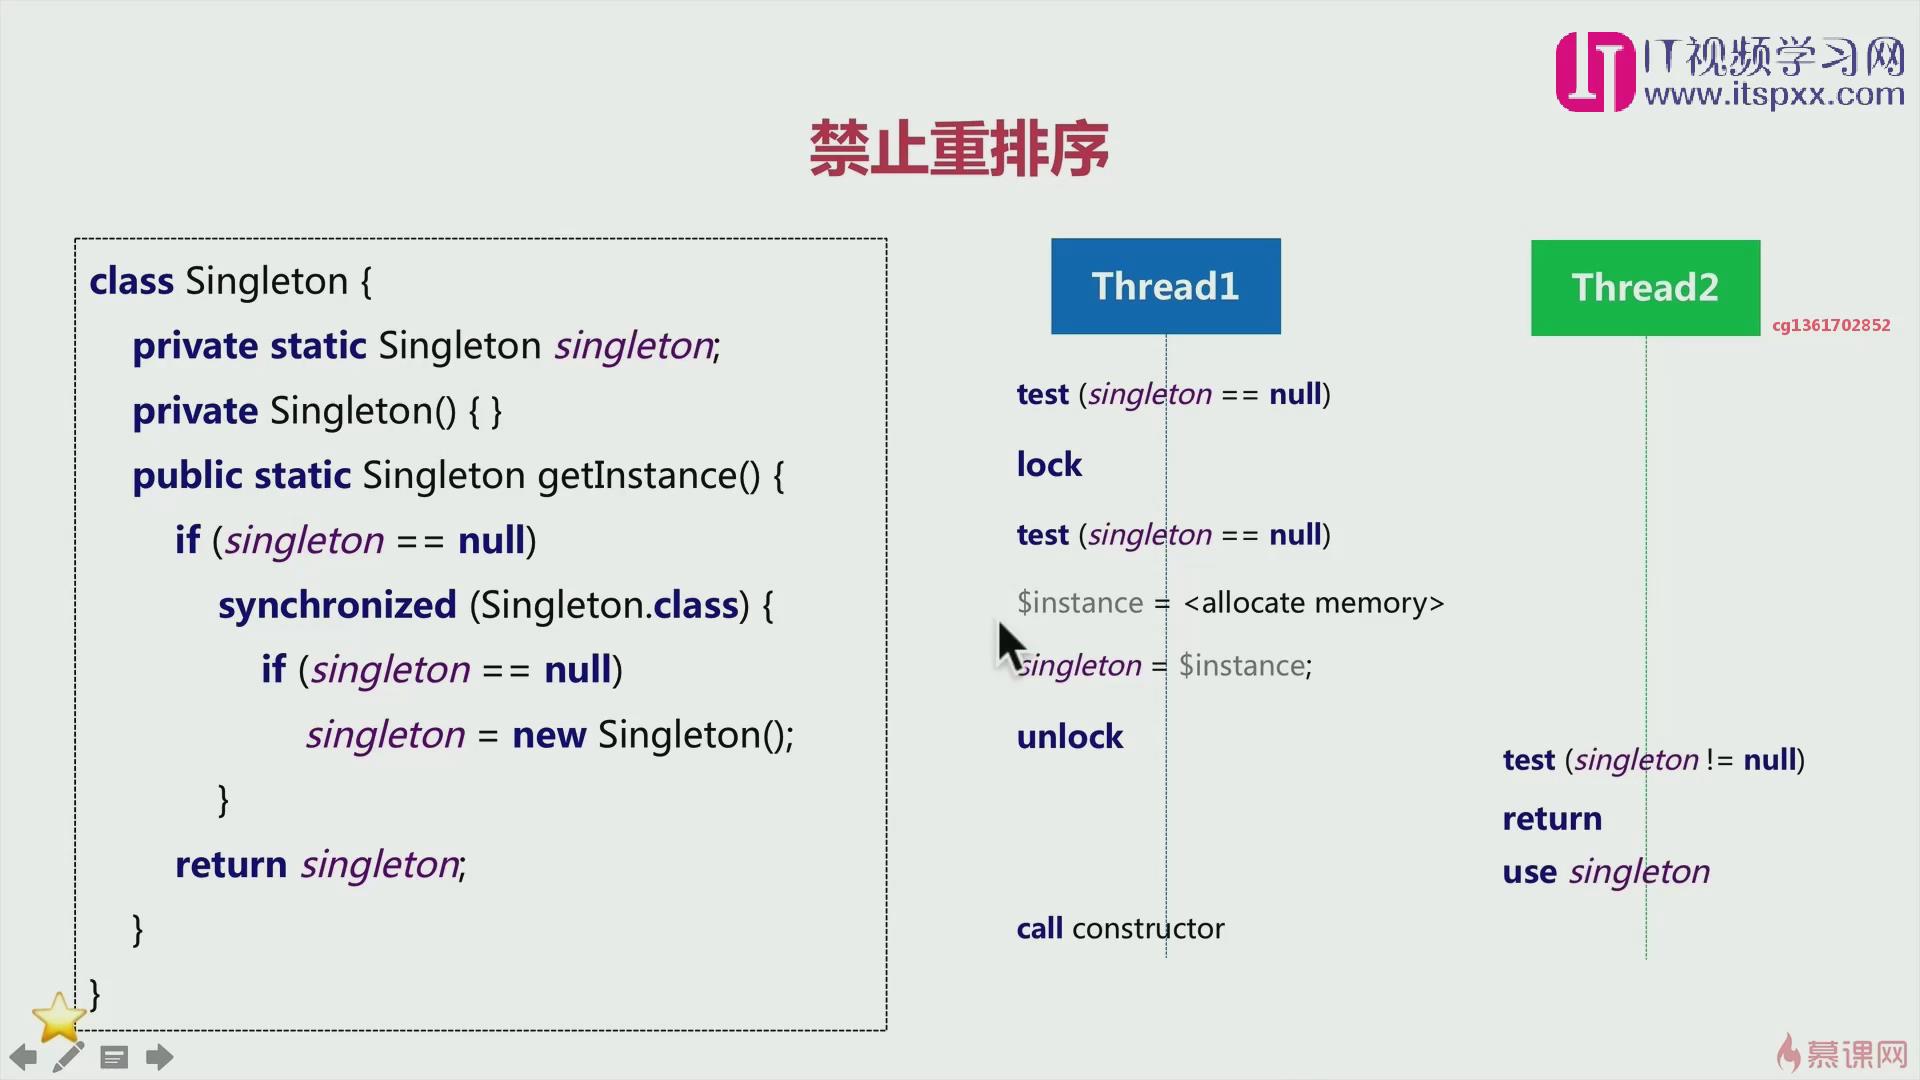 IT视频学习网
www.itspxx.com
禁止重排序
class Singleton {
private static Singleton singleton;
private Singleton() { }
public static Singleton getInstance() {
if (singleton == null)
synchronized (Singleton.class) {
if (singleton == null)
singleton = new Singleton();
}
return singleton;
}
}
Thread1
test (singleton == null)
lock
test (singleton == null)
$instance = <allocate memory>
singleton = $instance;
unlock
call constructor
Thread2
cg1361702852
test (singleton != null)
return
use singleton
慕课网